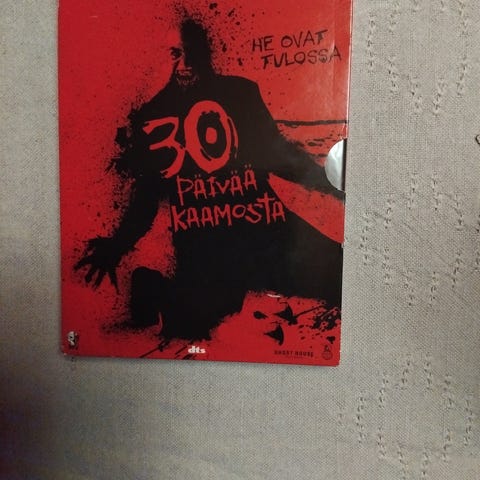 HE OVAT
TULOSSA
30
PÄIVÄÄ
KAAMOSTA
dts
GHOST HOUSE